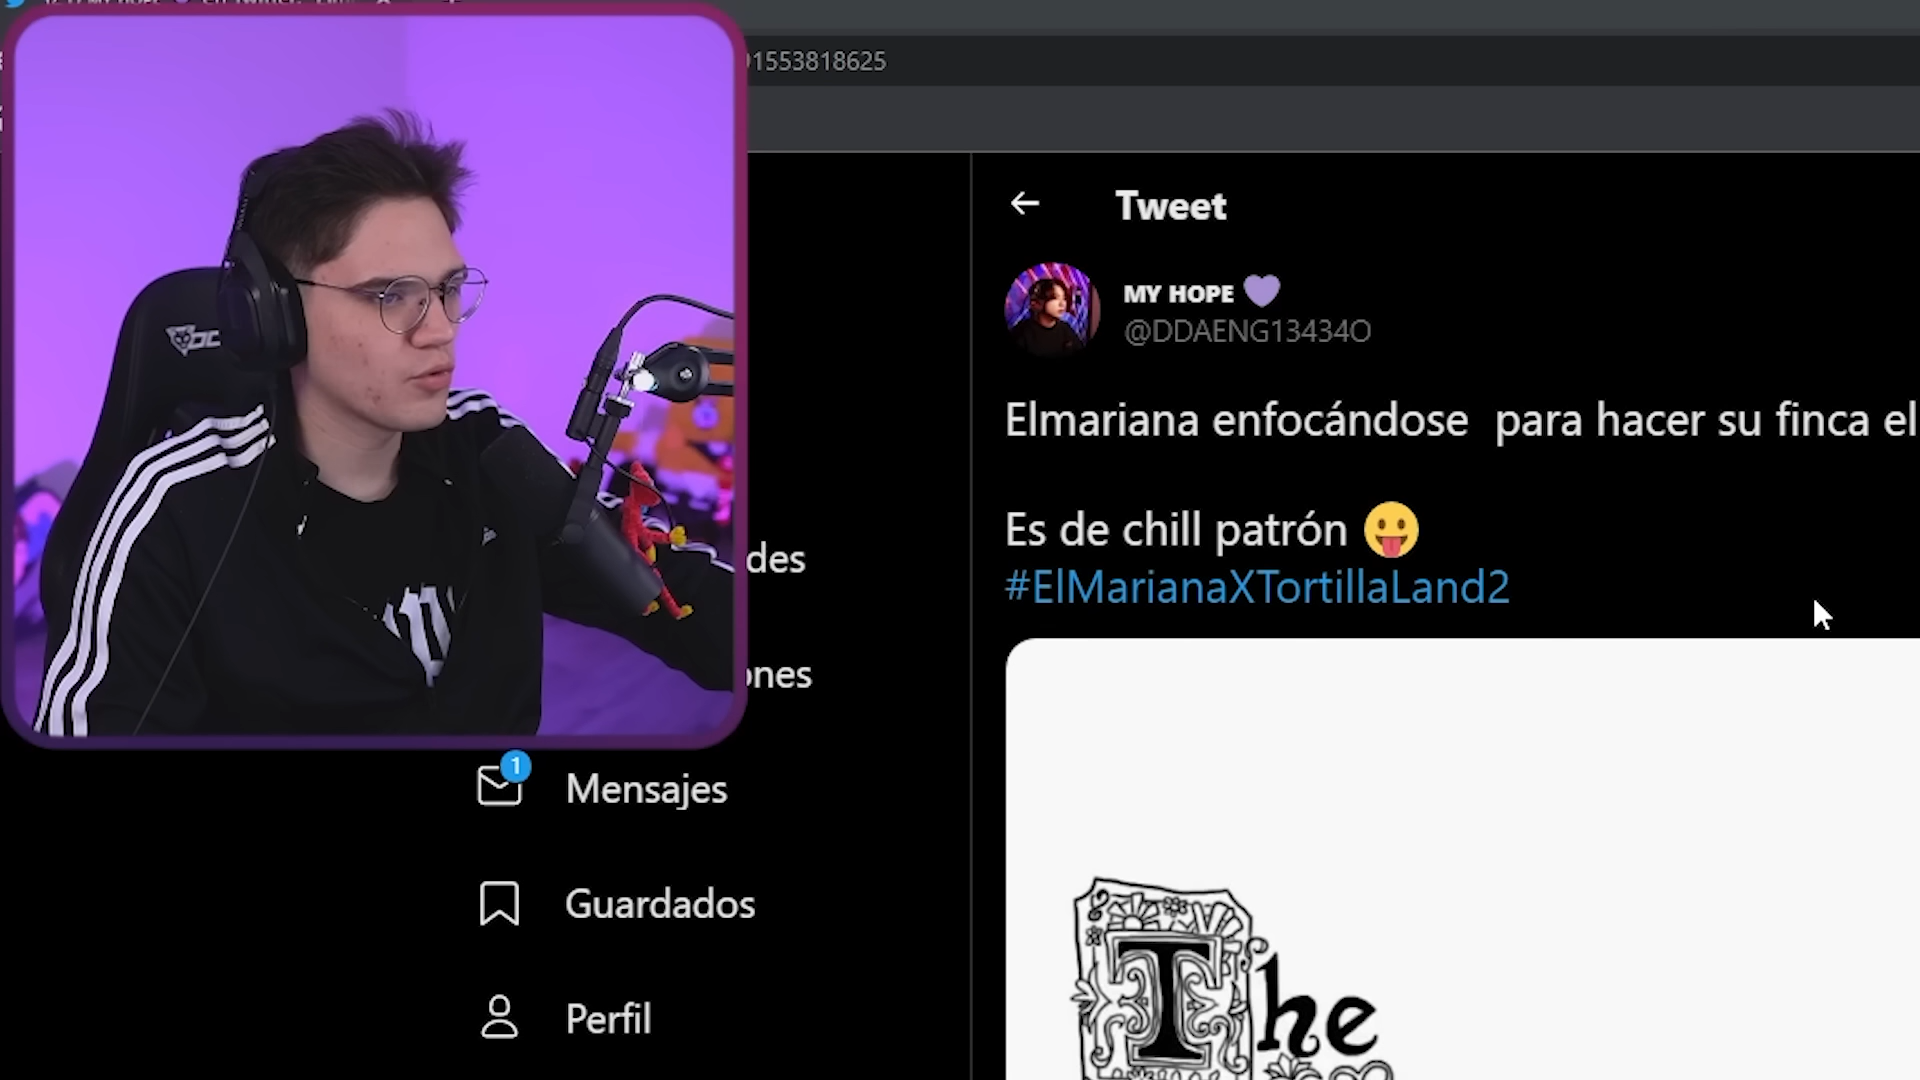 1553818625
Tweet
MY HOPE 💜
@DDAENG13434O
Elmariana enfocándose para hacer su finca el
Es de chill patrón 😛
#ElMarianaXTortillaLand2
des
ones
1
Mensajes
Guardados
Perfil
The